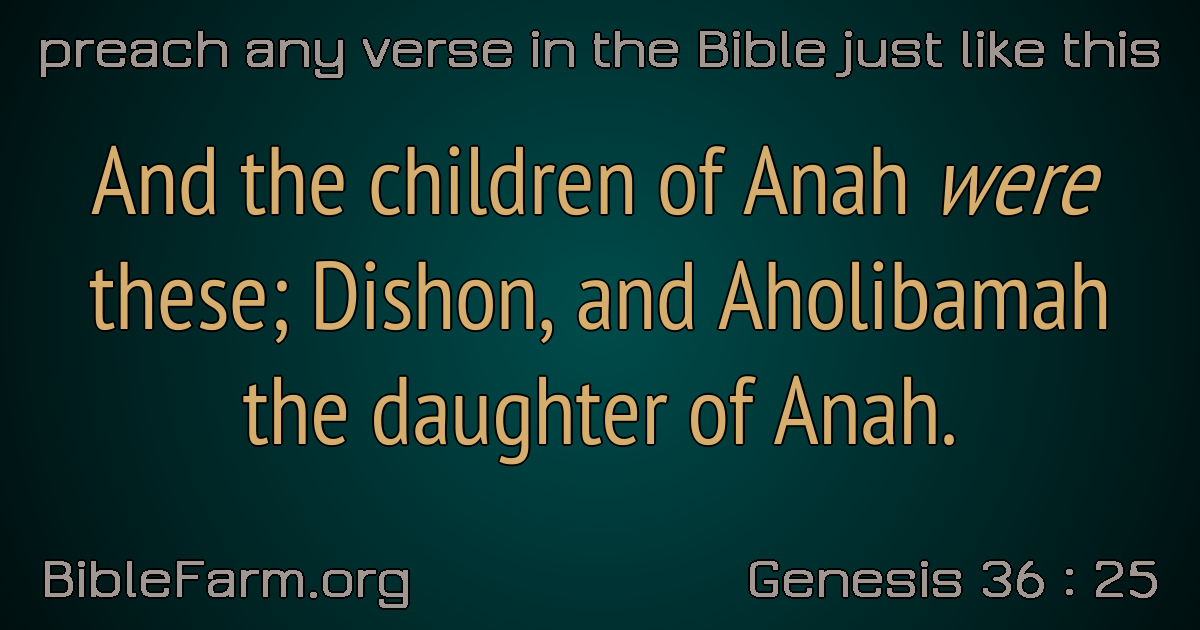 preach any verse in the Bible just like this
And the children of Anah were
these; Dishon, and Aholibamah
the daughter of Anah.
BibleFarm.org
Genesis 36 : 25